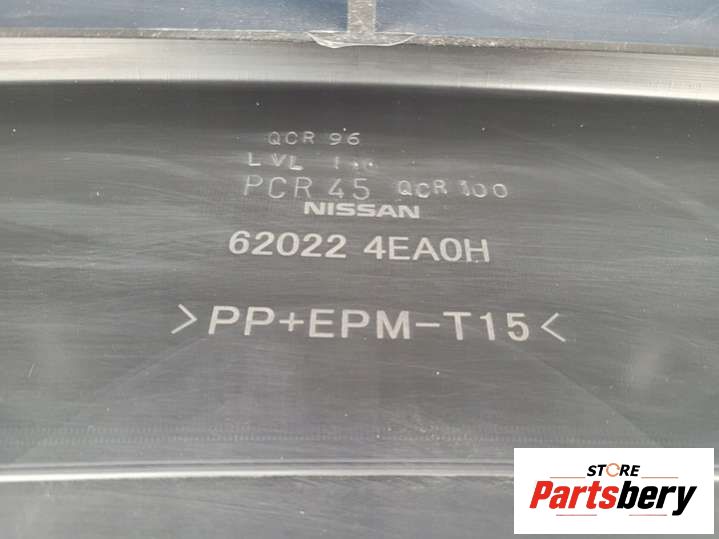 QCR 96
LVL
PCR 45 QCR 100
NISSAN
62022 4EA0H
>PP+EPM-T15<
STORE
Partsbery